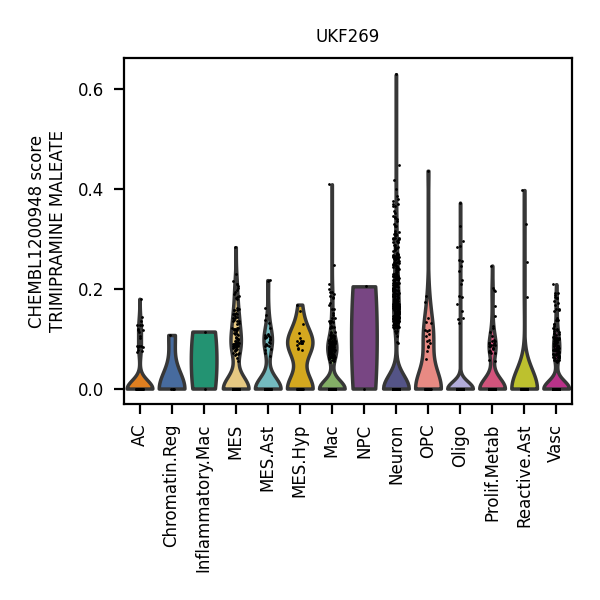 UKF269
CHEMBL1200948 score
TRIMIPRAMINE MALEATE
0.6
0.4
0.2
0.0
AC
Chromatin.Reg
Inflammatory.Mac
MES
MES.Ast
MES.Hyp
Mac
NPC
Neuron
OPC
Oligo
Prolif.Metab
Reactive.Ast
Vasc